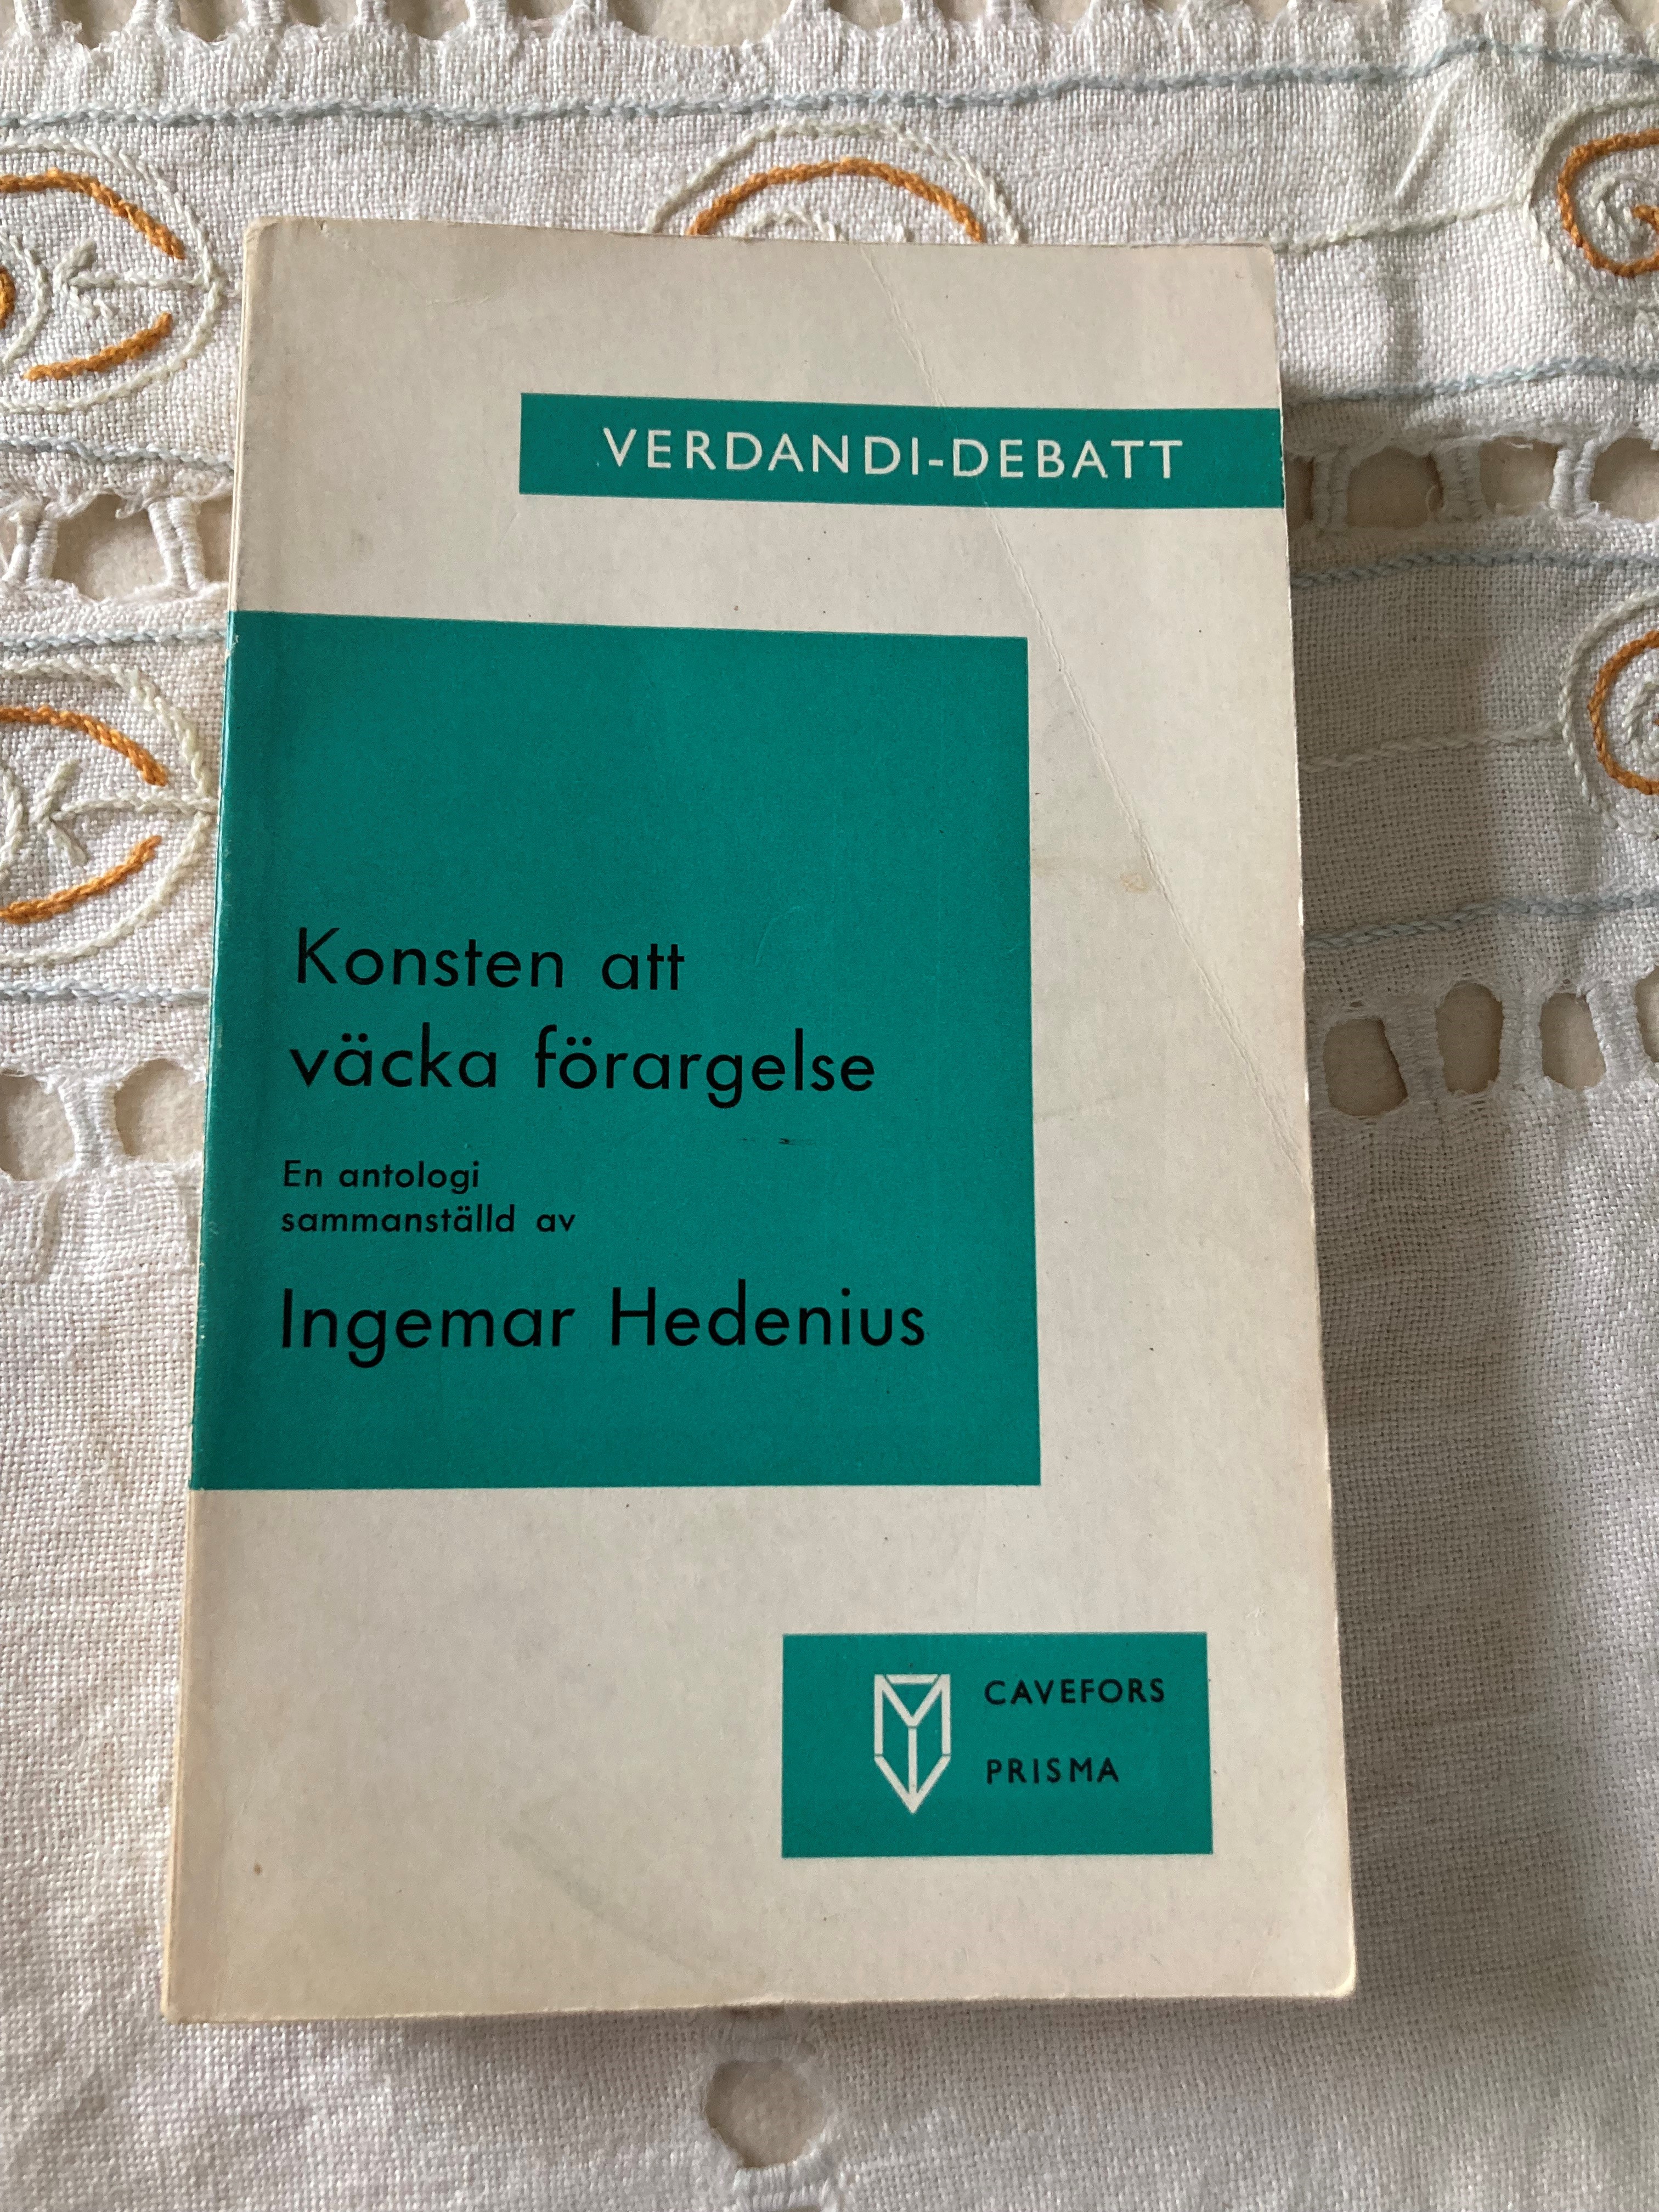 VERDANDI-DEBATT
Konsten att
väcka förargelse
En antologi
sammanställd av
Ingemar Hedenius
CAVEFORS
PRISMA